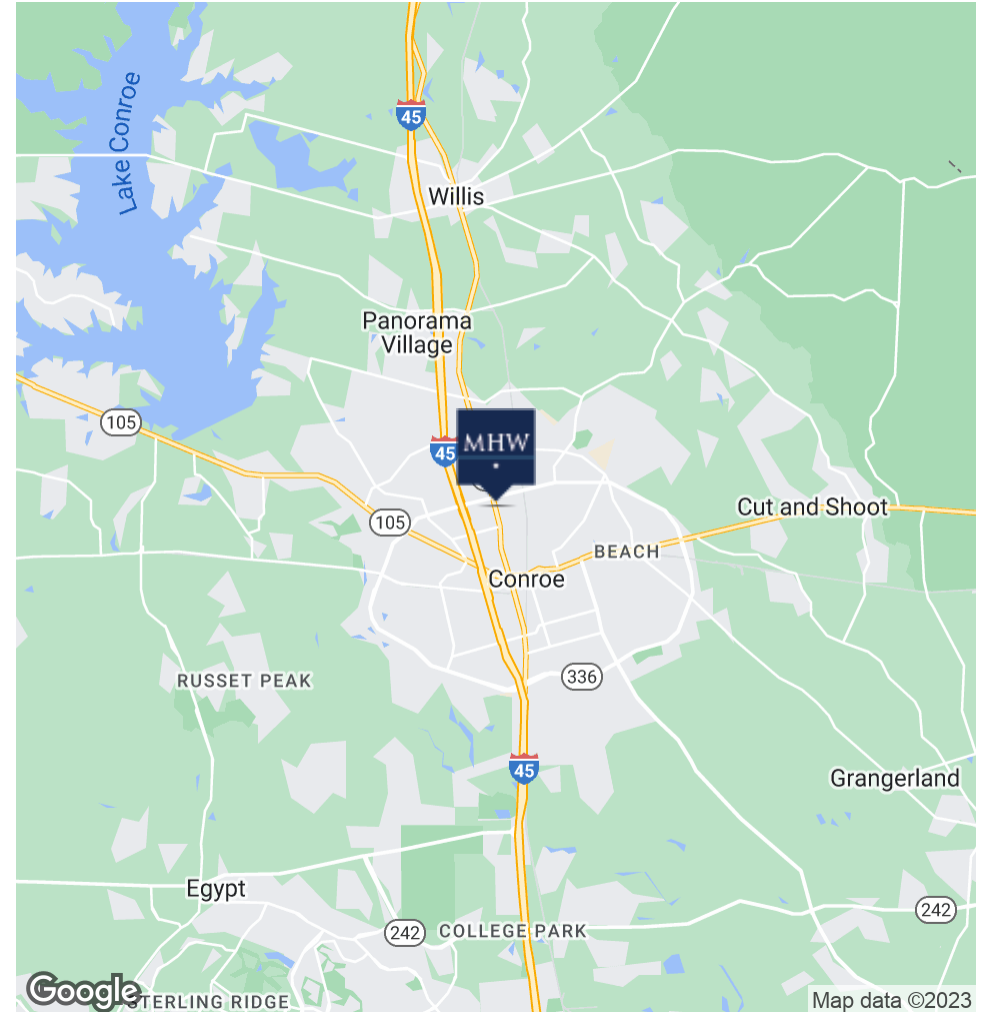 45
Lake Conroe
Willis
Panorama
Village
105
45
MHW
105
Cut and Shoot
BEACH
Conroe
336
RUSSET PEAK
45
Grangerland
Egypt
242
242
COLLEGE PARK
Google
STERLING RIDGE
Map data ©2023